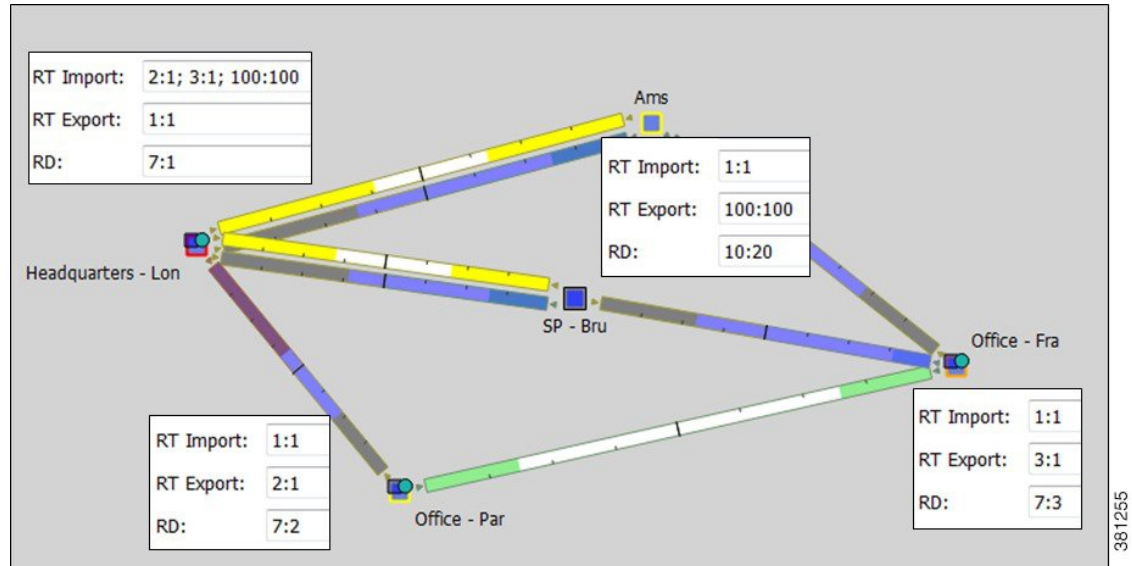 RT Import: 2:1; 3:1; 100:100
RT Export: 1:1
RD: 7:1
Ams
RT Import: 1:1
RT Export: 100:100
RD: 10:20
Headquarters - Lon
SP - Bru
Office - Fra
RT Import: 1:1
RT Export: 3:1
RD: 7:3
RT Import: 1:1
RT Export: 2:1
RD: 7:2
Office - Par
381255